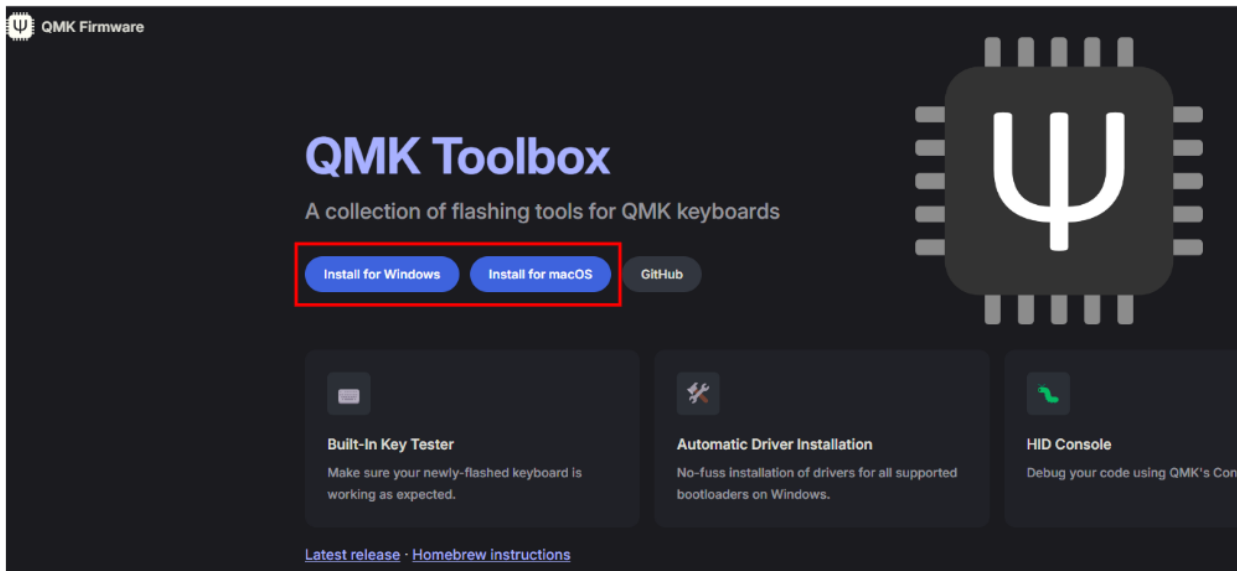 QMK Firmware
QMK Toolbox
A collection of flashing tools for QMK keyboards
Install for Windows
Install for macOS
GitHub
Built-In Key Tester
Make sure your newly-flashed keyboard is
working as expected.
Automatic Driver Installation
No-fuss installation of drivers for all supported
bootloaders on Windows.
HID Console
Debug your code using QMK's Con
Latest release · Homebrew instructions